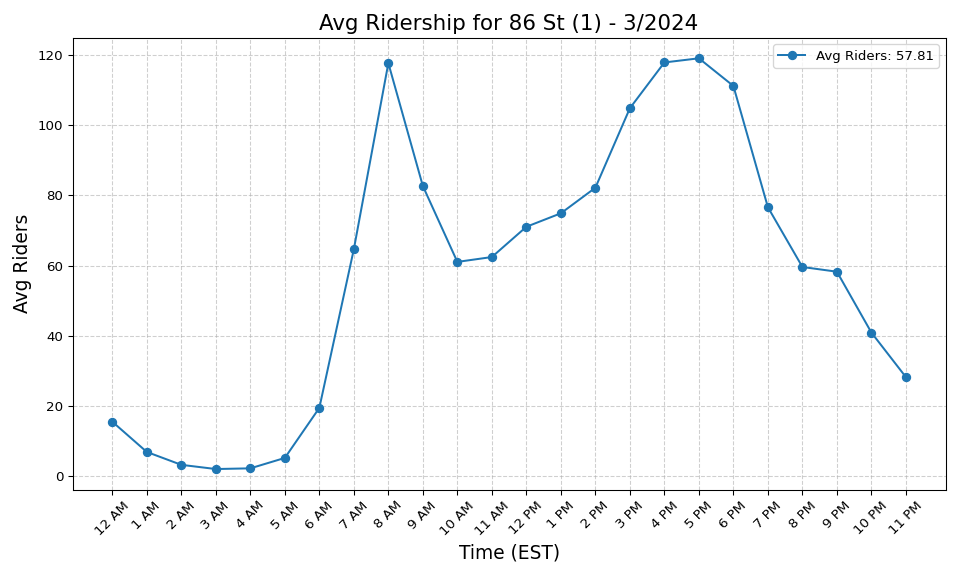 Avg Ridership for 86 St (1) - 3/2024
Avg Riders: 57.81
Avg Riders
120
100
80
60
40
20
0
12 AM
1 AM
2 AM
3 AM
4 AM
5 AM
6 AM
7 AM
8 AM
9 AM
10 AM
11 AM
12 PM
1 PM
2 PM
3 PM
4 PM
5 PM
6 PM
7 PM
8 PM
9 PM
10 PM
11 PM
Time (EST)